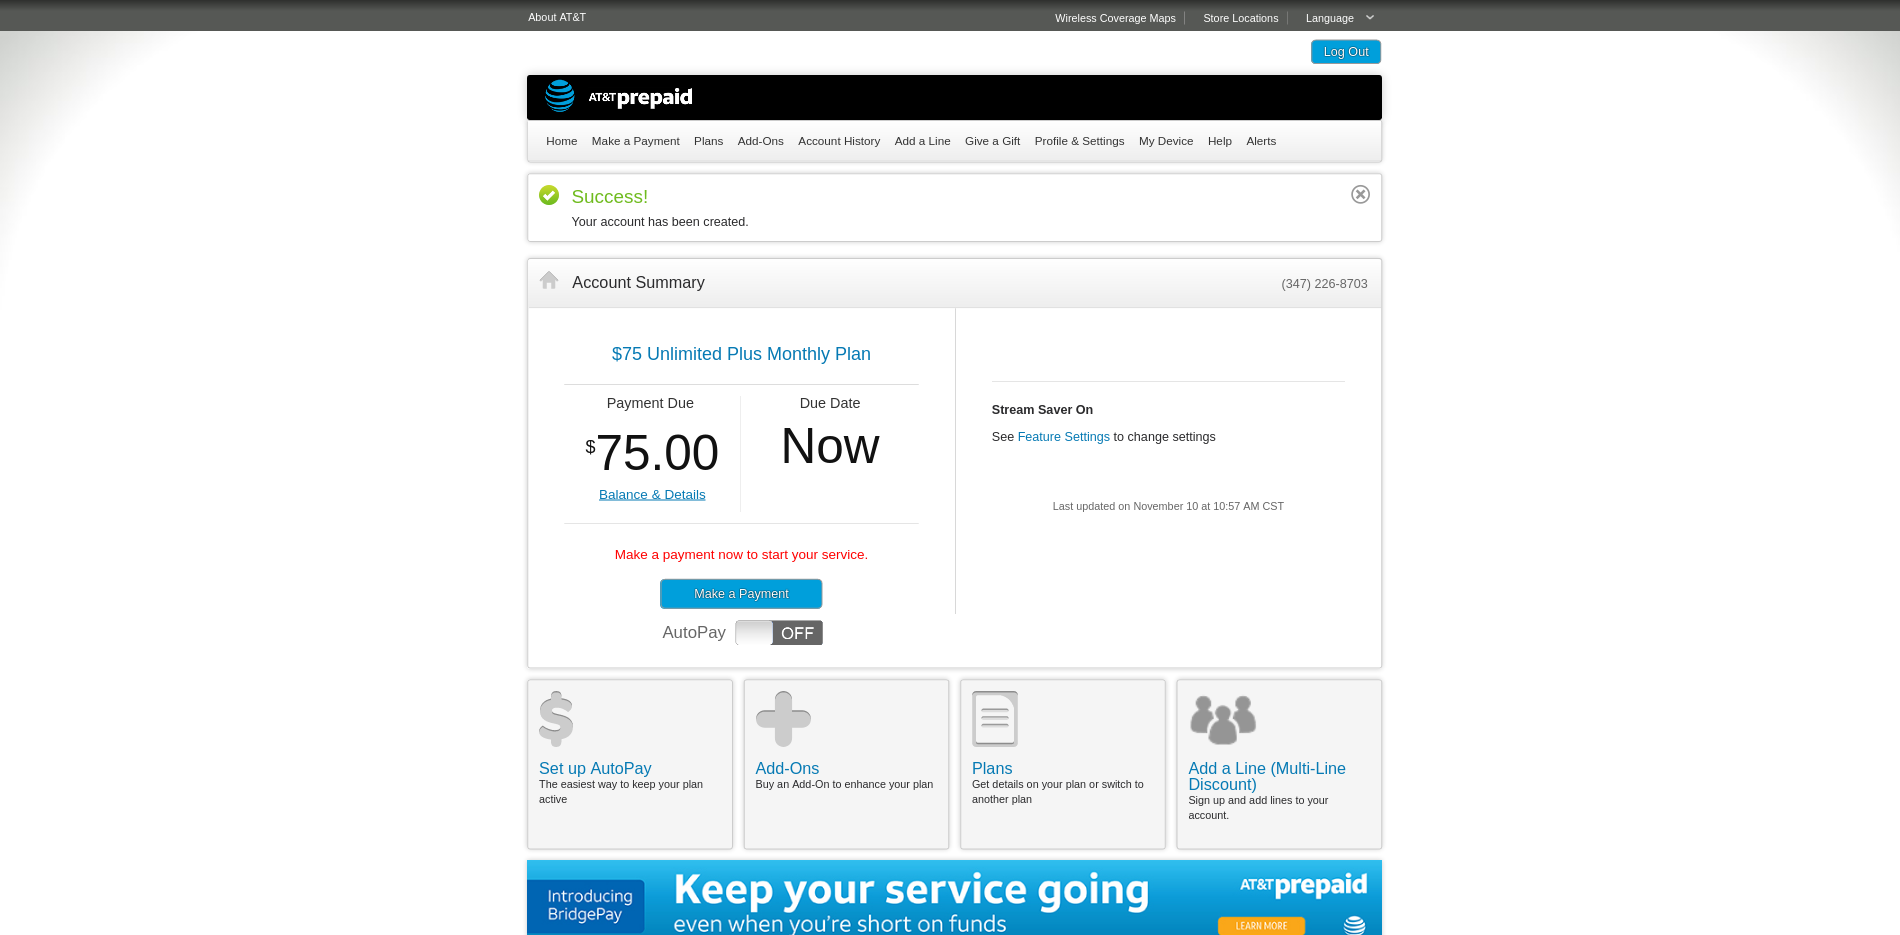 About AT&T
Wireless Coverage Maps
Store Locations
Language
Log Out
AT&T prepaid
Home Make a Payment Plans Add-Ons Account History Add a Line Give a Gift Profile & Settings My Device Help Alerts
Success!
Your account has been created.
Account Summary
(347) 226-8703
$75 Unlimited Plus Monthly Plan
Payment Due
Due Date
$75.00
Now
Balance & Details
Make a payment now to start your service.
Make a Payment
AutoPay OFF
Stream Saver On
See Feature Settings to change settings
Last updated on November 10 at 10:57 AM CST
Set up AutoPay
The easiest way to keep your plan
active
Add-Ons
Buy an Add-On to enhance your plan
Plans
Get details on your plan or switch to
another plan
Add a Line (Multi-Line
Discount)
Sign up and add lines to your
account.
Introducing
BridgePay
Keep your service going
even when you're short on funds
AT&T prepaid
LEARN MORE